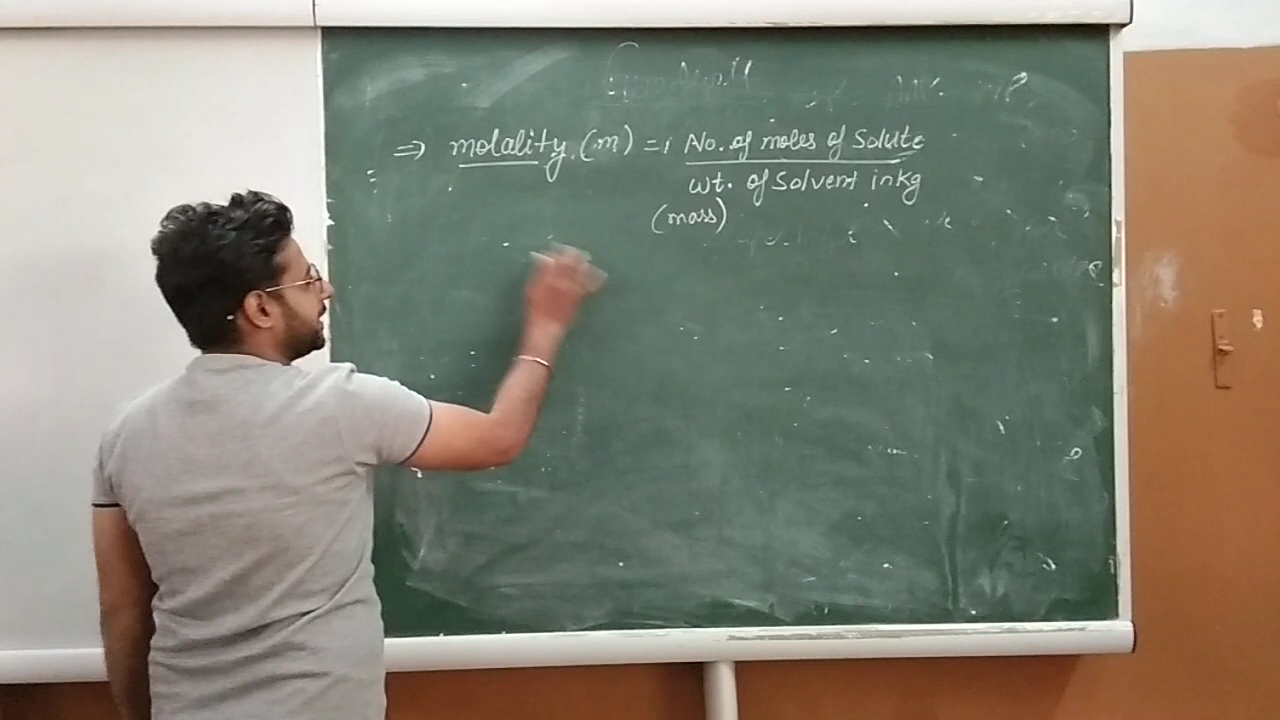 ⇒ molality (m) = No. of moles of Solute
wt. of Solvent in kg
(mass)